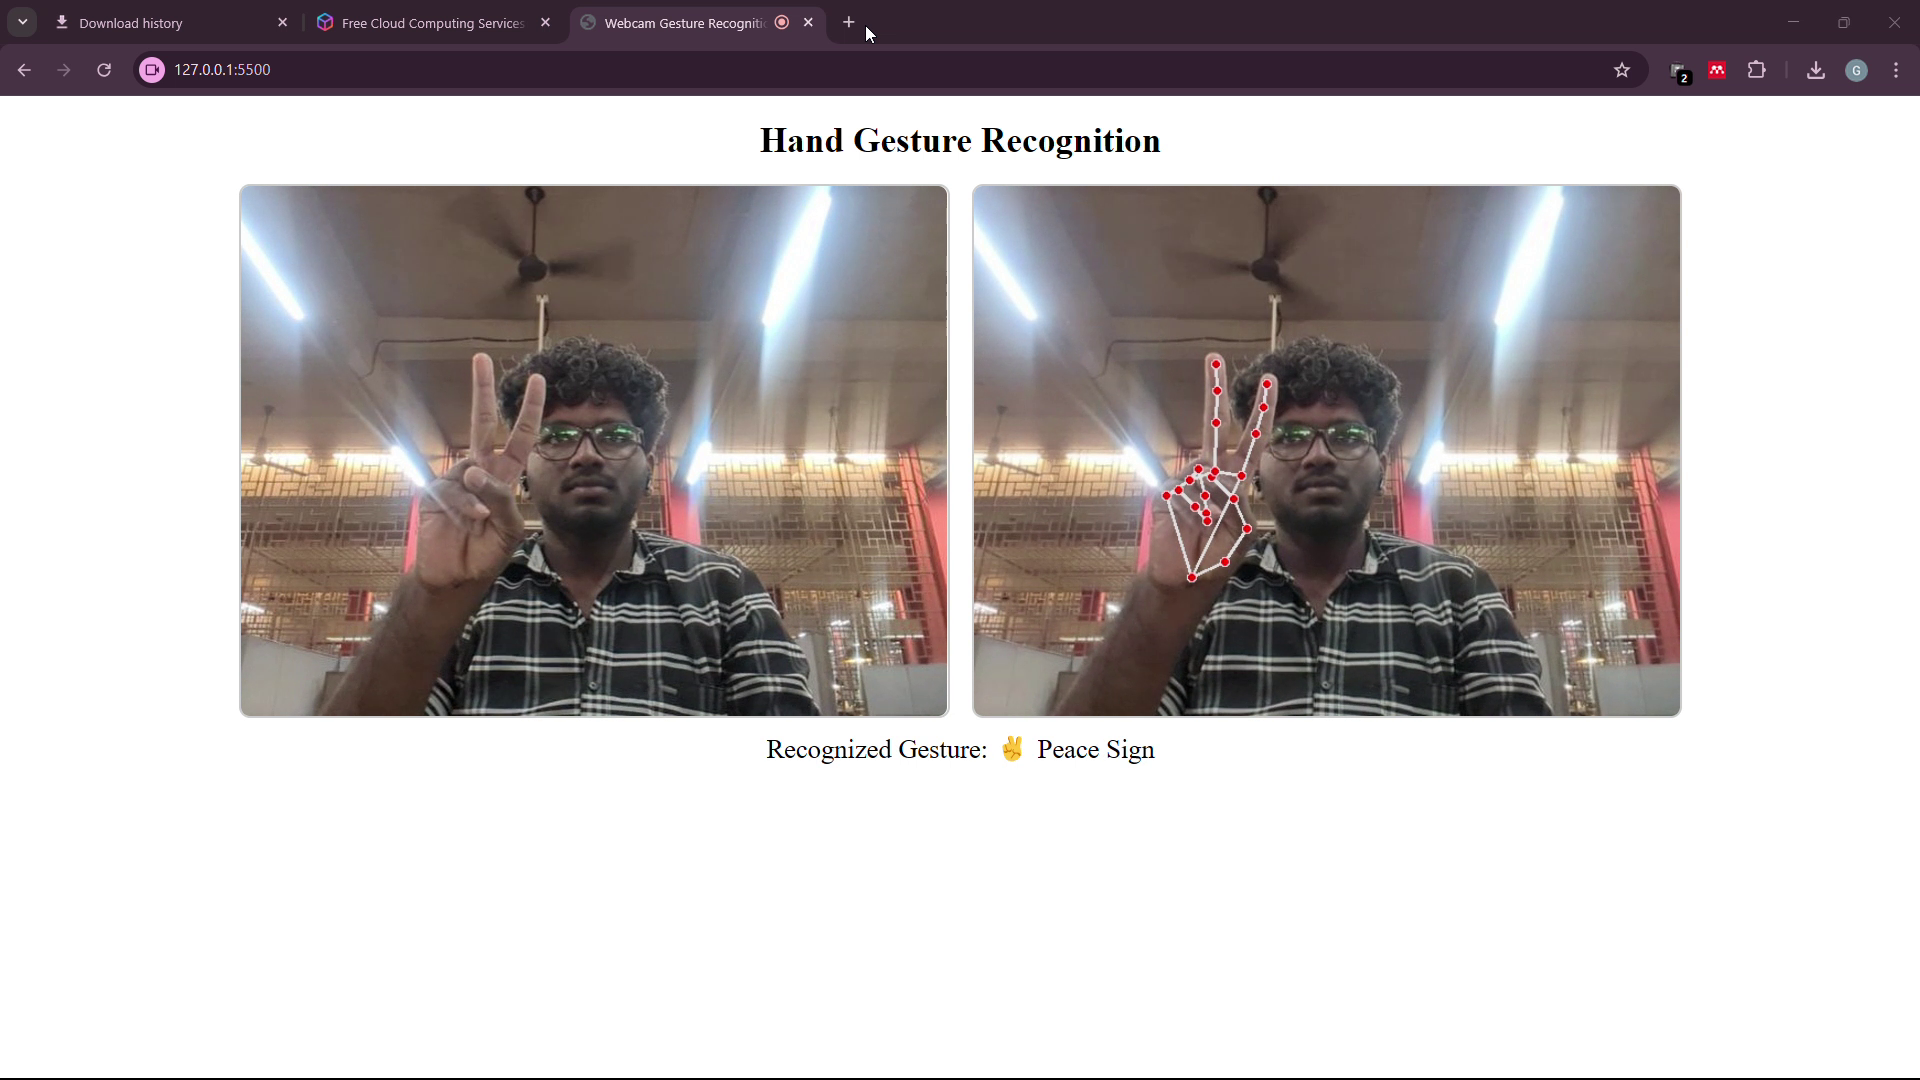 Download history
Free Cloud Computing Services
Webcam Gesture Recogniti
127.0.0.1:5500
2
G
Hand Gesture Recognition
Recognized Gesture: ✌ Peace Sign